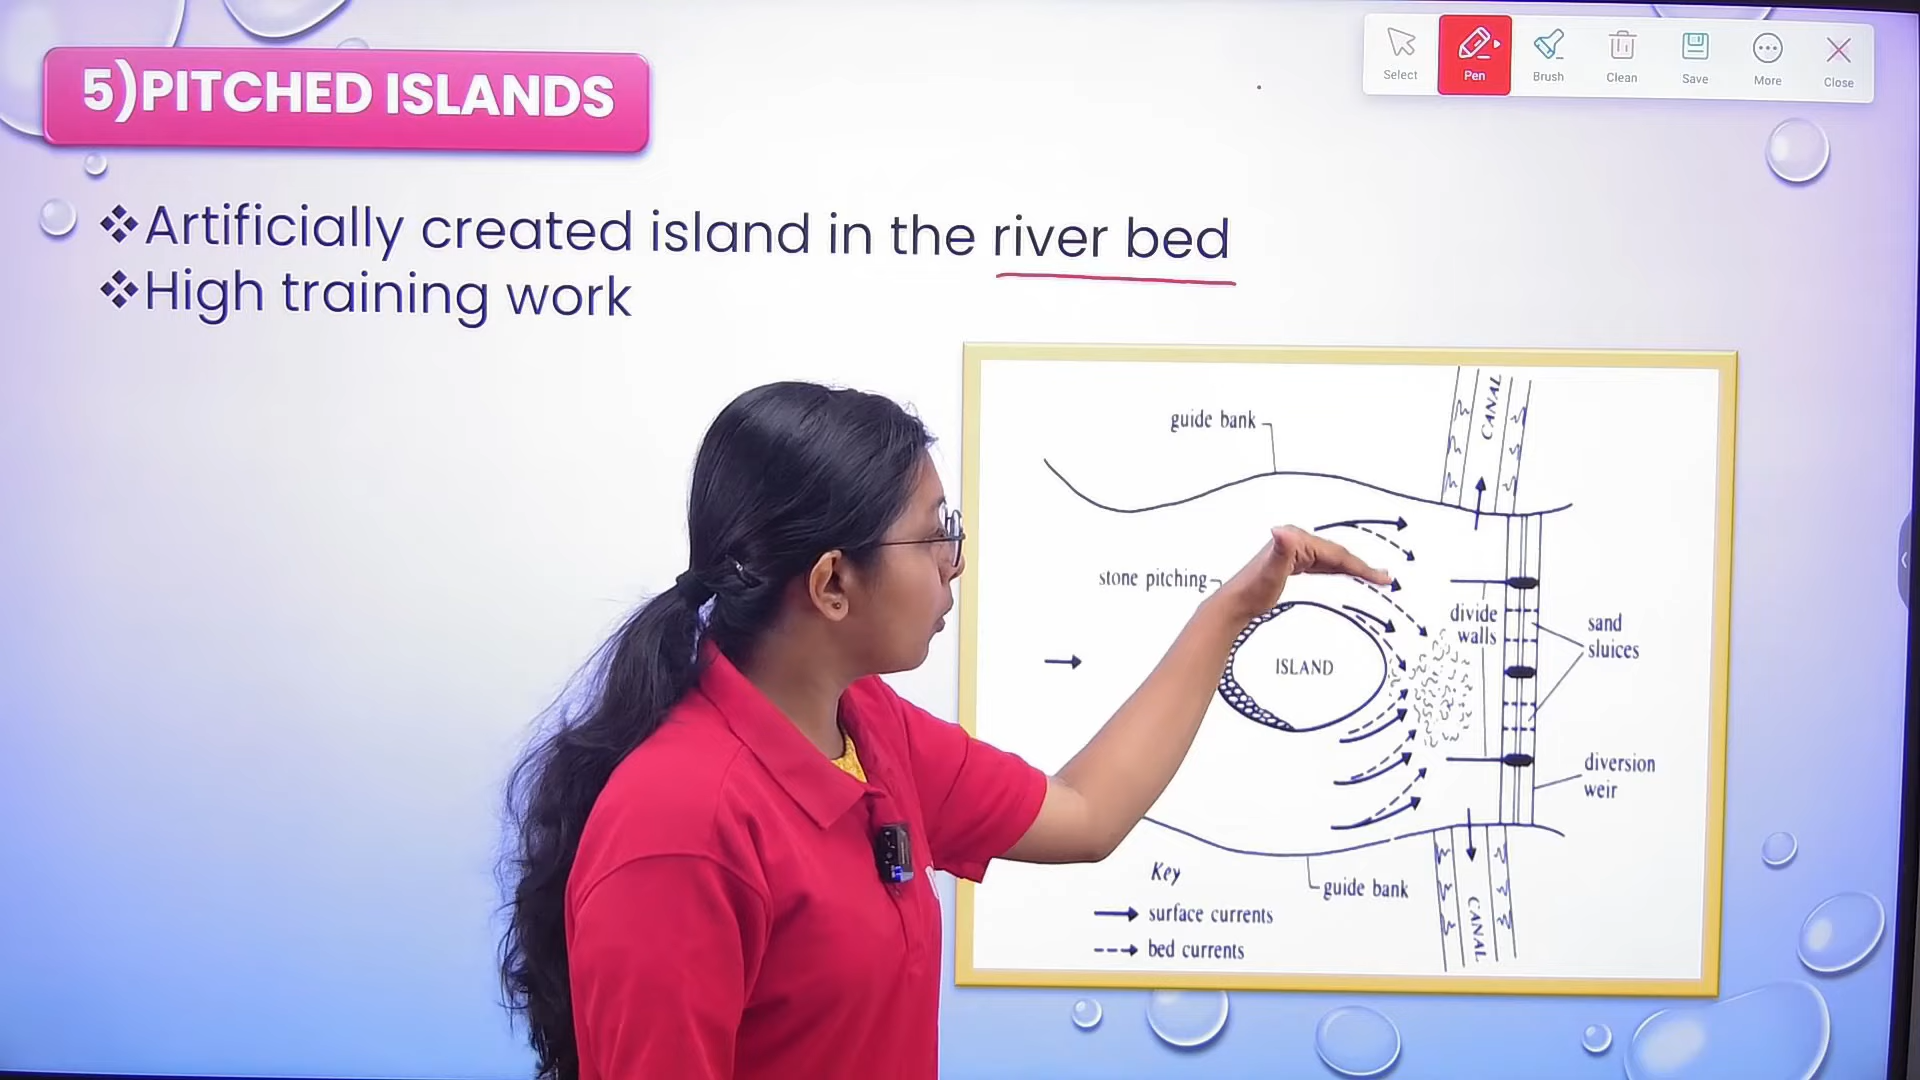 5)PITCHED ISLANDS
Select
Pen
Brush
Clean
Save
More
Close
❖Artificially created island in the river bed
❖High training work
guide bank
CANAL
stone pitching
ISLAND
divide
walls
sand
sluices
diversion
weir
guide bank
CANAL
Key
surface currents
bed currents